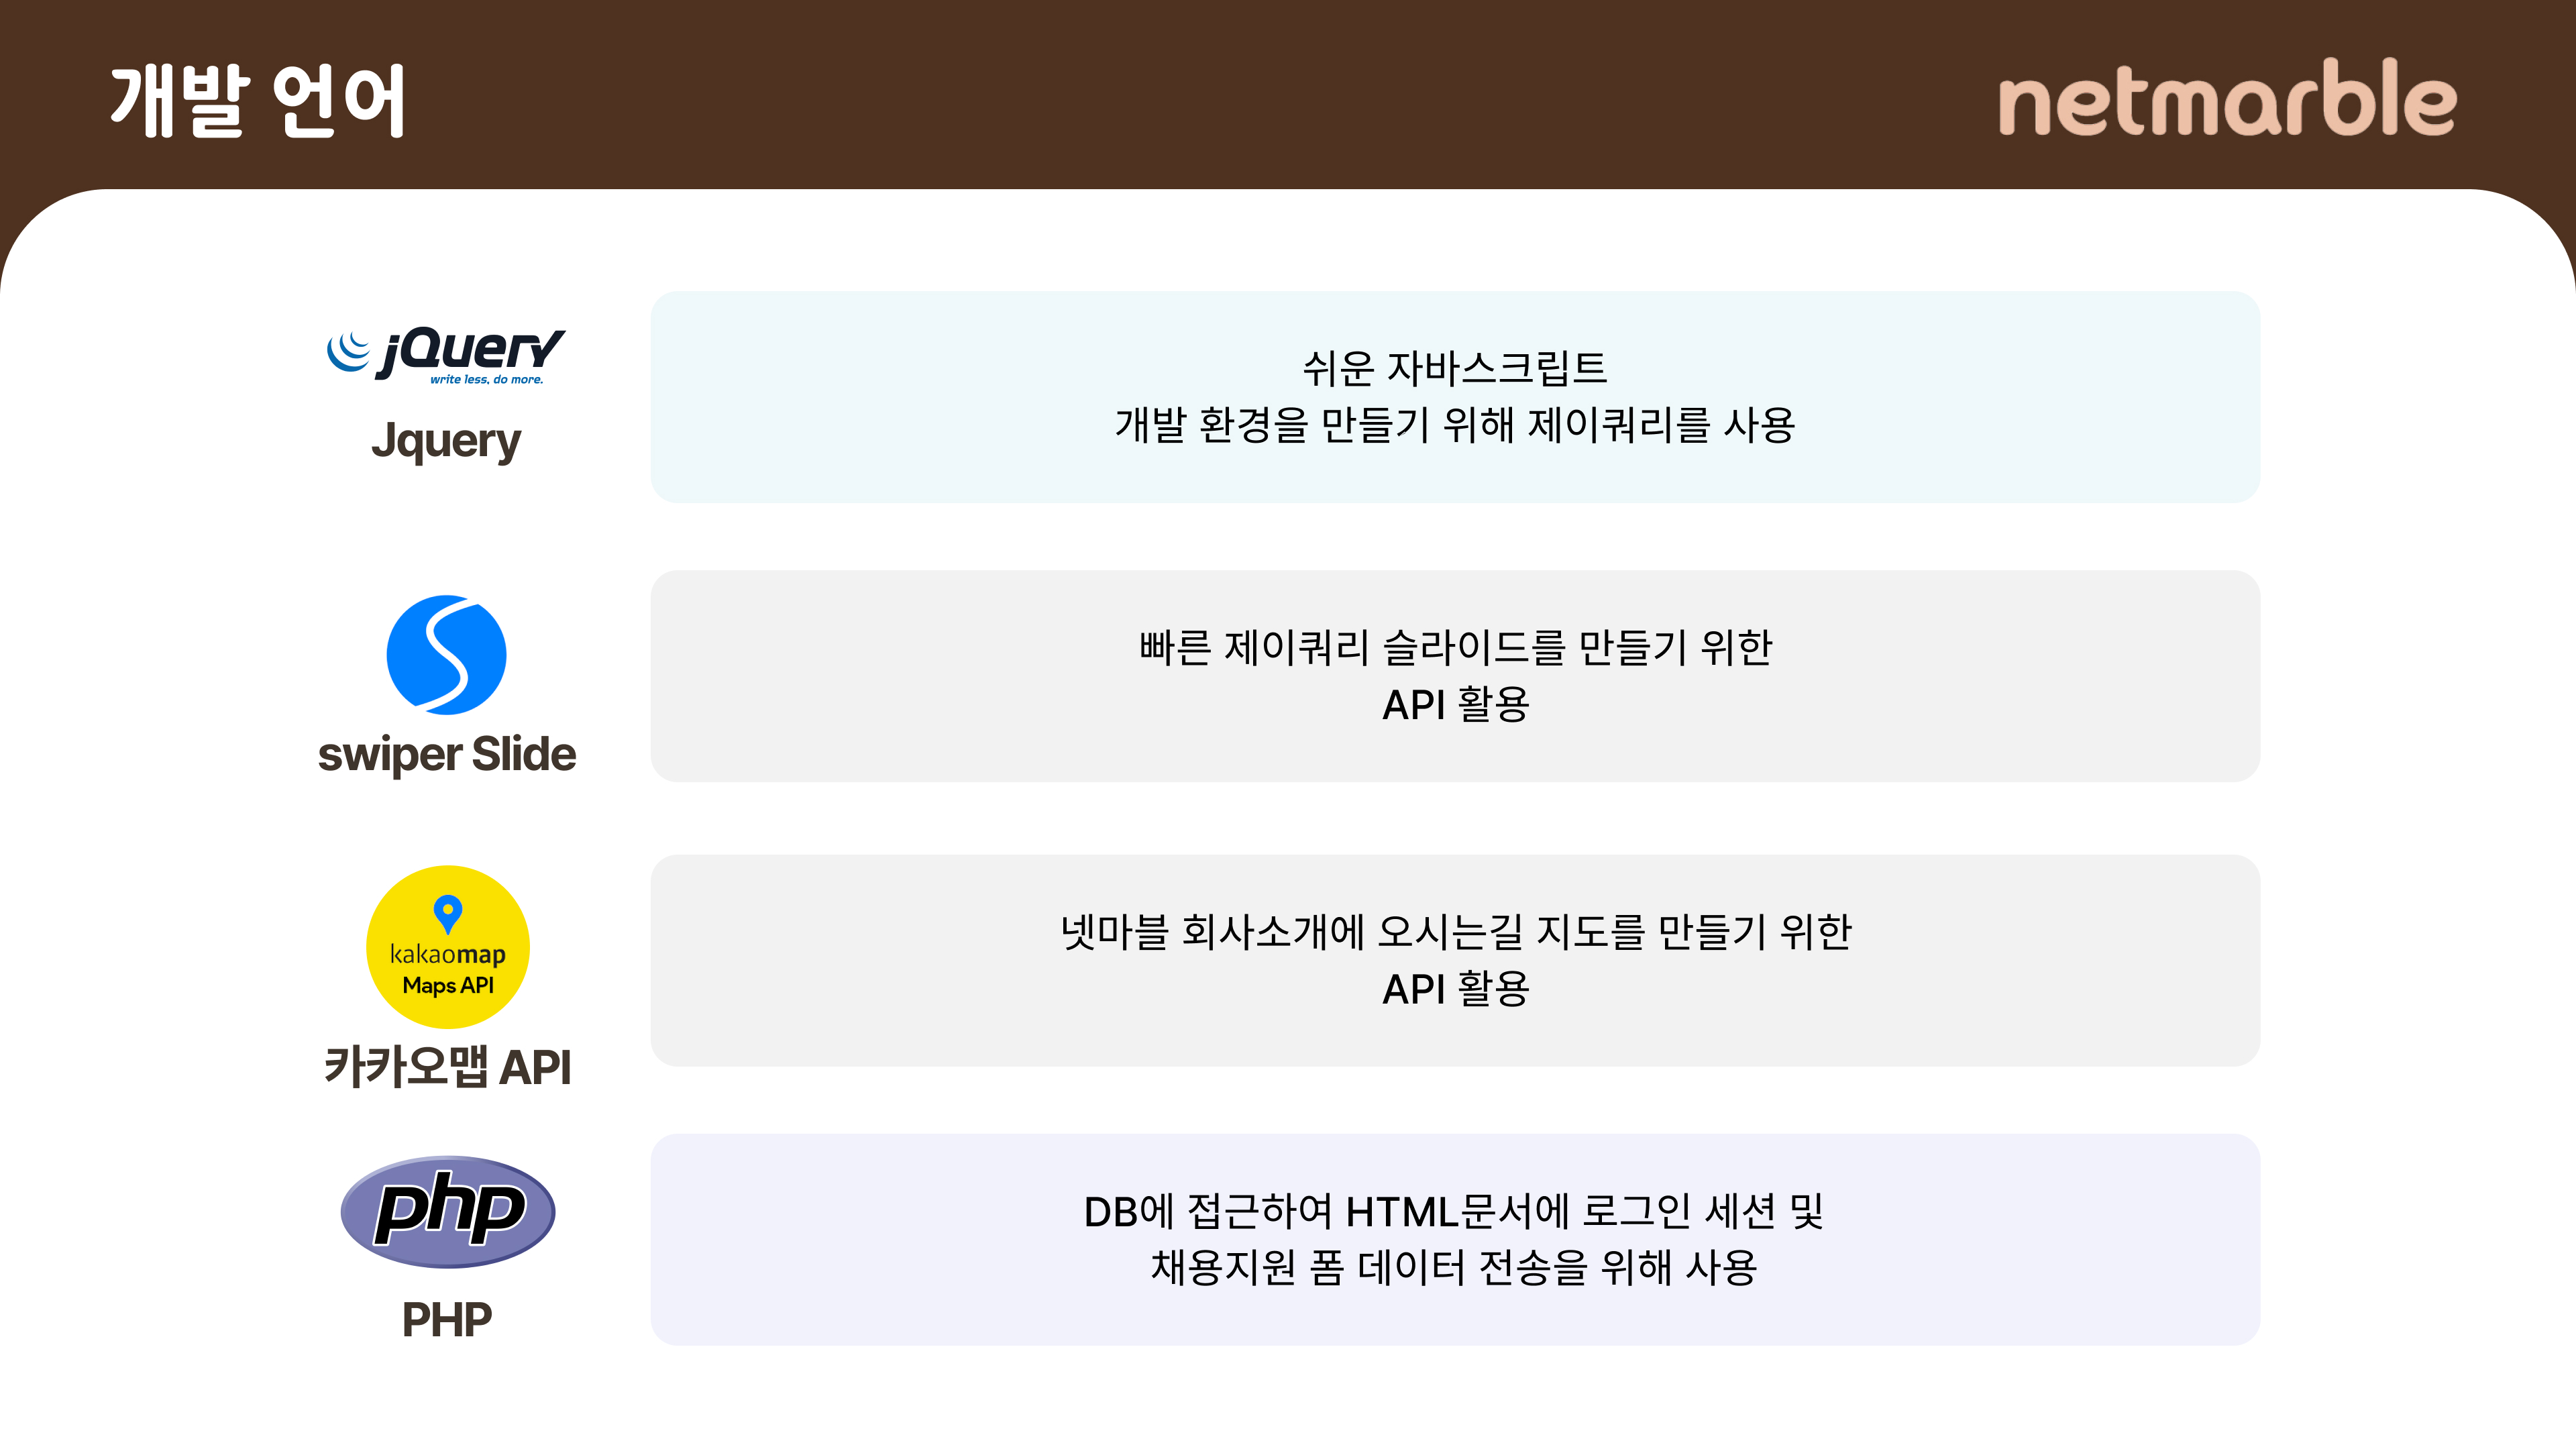 개발 언어
netmarble
jQuery
write less, do more.
Jquery
쉬운 자바스크립트
개발 환경을 만들기 위해 제이쿼리를 사용
swiper Slide
빠른 제이쿼리 슬라이드를 만들기 위한
API 활용
kakaomap
Maps API
카카오맵 API
넷마블 회사소개에 오시는길 지도를 만들기 위한
API 활용
php
PHP
DB에 접근하여 HTML문서에 로그인 세션 및
채용지원 폼 데이터 전송을 위해 사용